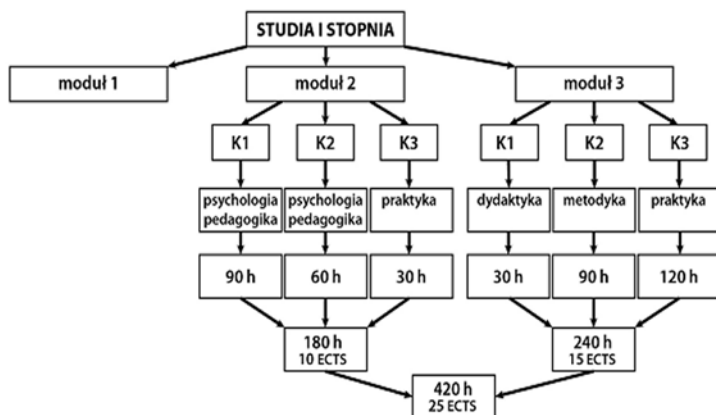 STUDIA I STOPNIA
moduł 1
moduł 2
moduł 3
K1
K2
K3
K1
K2
K3
psychologia
pedagogika
psychologia
pedagogika
praktyka
dydaktyka
metodyka
praktyka
90 h
60 h
30 h
30 h
90 h
120 h
180 h
10 ECTS
240 h
15 ECTS
420 h
25 ECTS